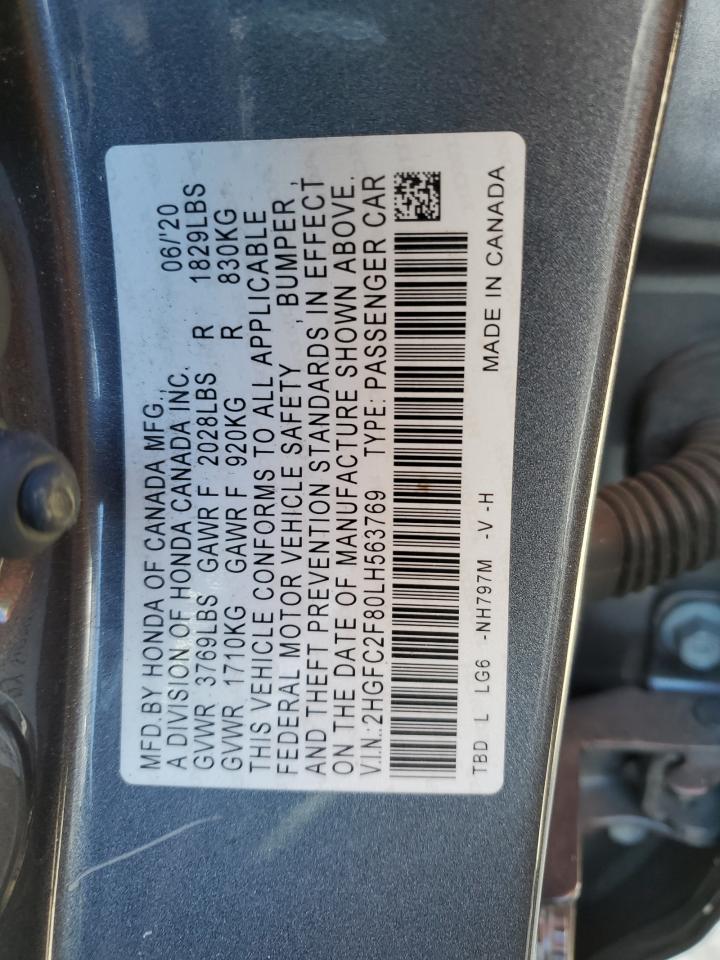 MFD.BY HONDA OF CANADA MFG., 06/'20
A DIVISION OF HONDA CANADA INC.
GVWR 3769LBS GAWR F 2028LBS R 1829LBS
GVWR 1710KG GAWR F 920KG R 830KG
THIS VEHICLE CONFORMS TO ALL APPLICABLE
FEDERAL MOTOR VEHICLE SAFETY , BUMPER ,
AND THEFT PREVENTION STANDARDS IN EFFECT
ON THE DATE OF MANUFACTURE SHOWN ABOVE.
V.I.N.:2HGFC2F80LH563769 TYPE: PASSENGER CAR
TBD L LG6 -NH797M -V -H MADE IN CANADA